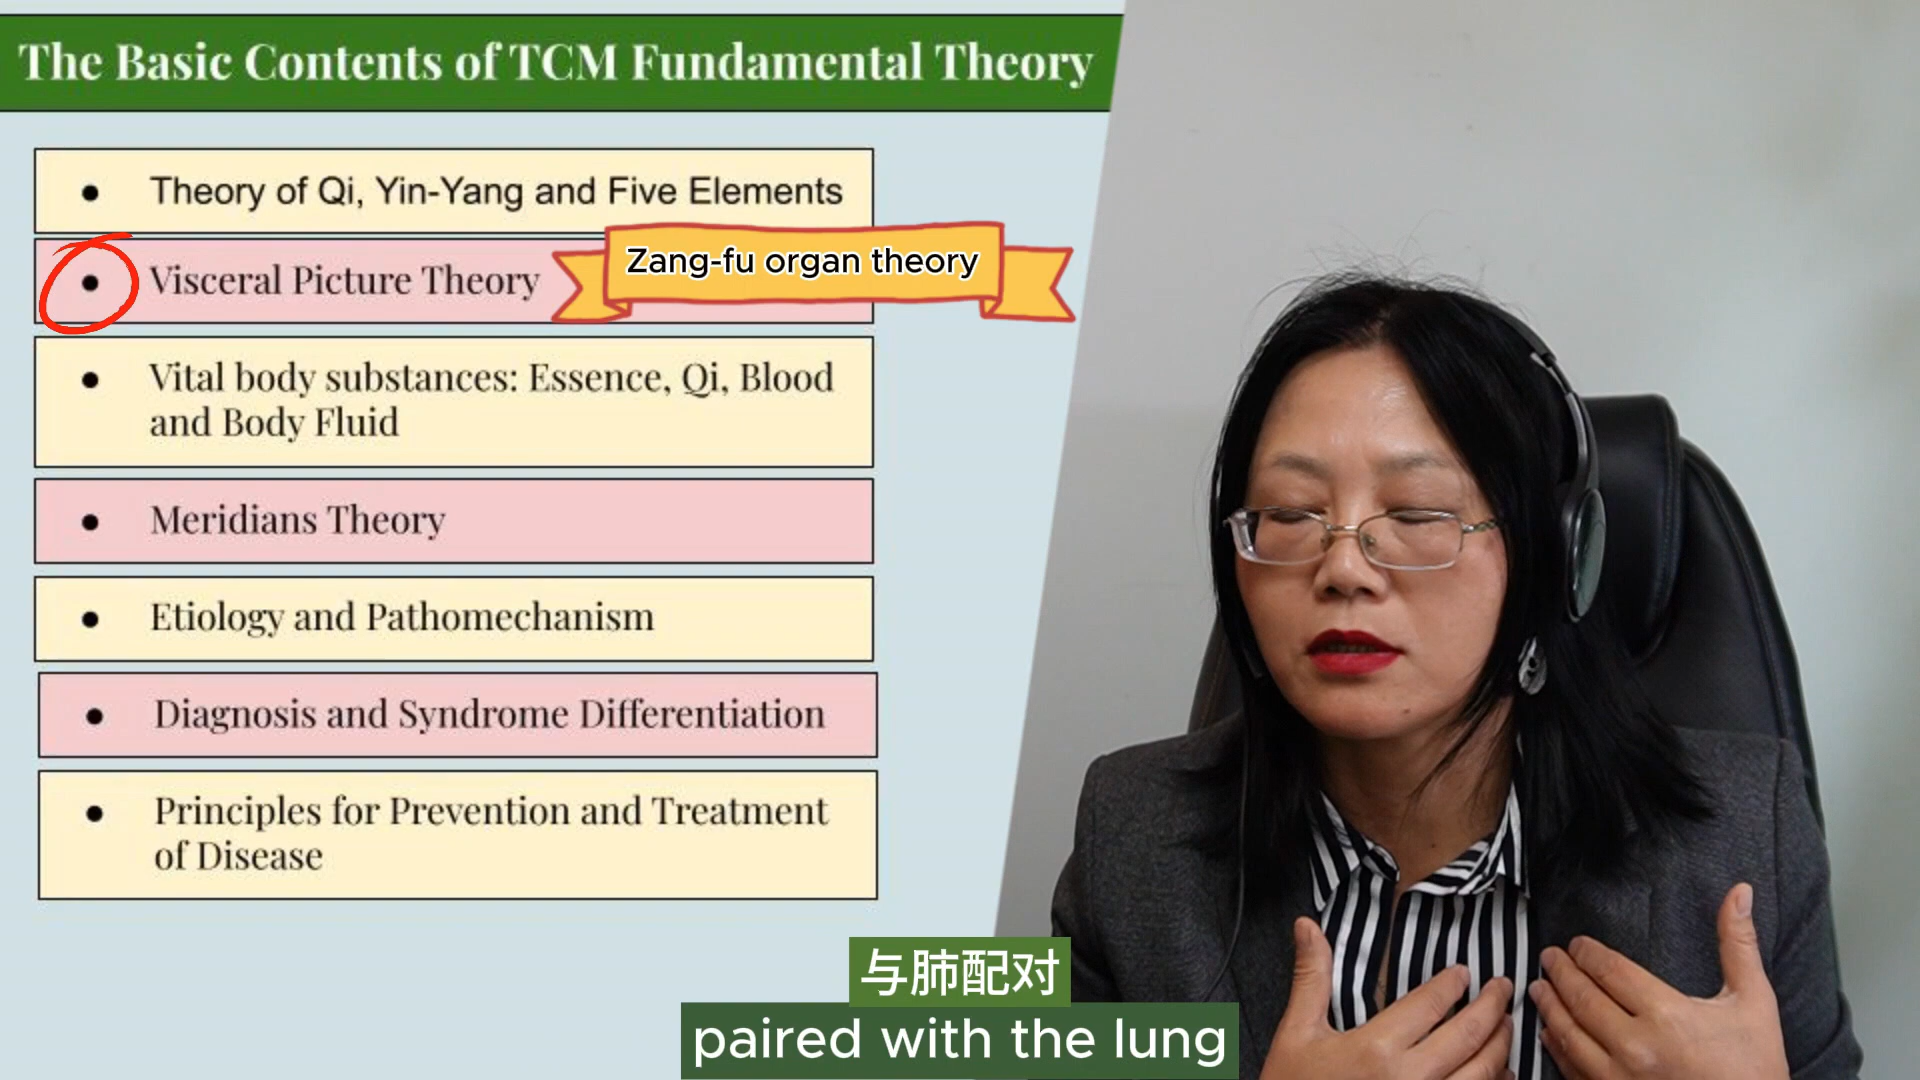 The Basic Contents of TCM Fundamental Theory
● Theory of Qi, Yin-Yang and Five Elements
● Visceral Picture Theory
Zang-fu organ theory
● Vital body substances: Essence, Qi, Blood
and Body Fluid
● Meridians Theory
● Etiology and Pathomechanism
● Diagnosis and Syndrome Differentiation
● Principles for Prevention and Treatment
of Disease
与肺配对
paired with the lung